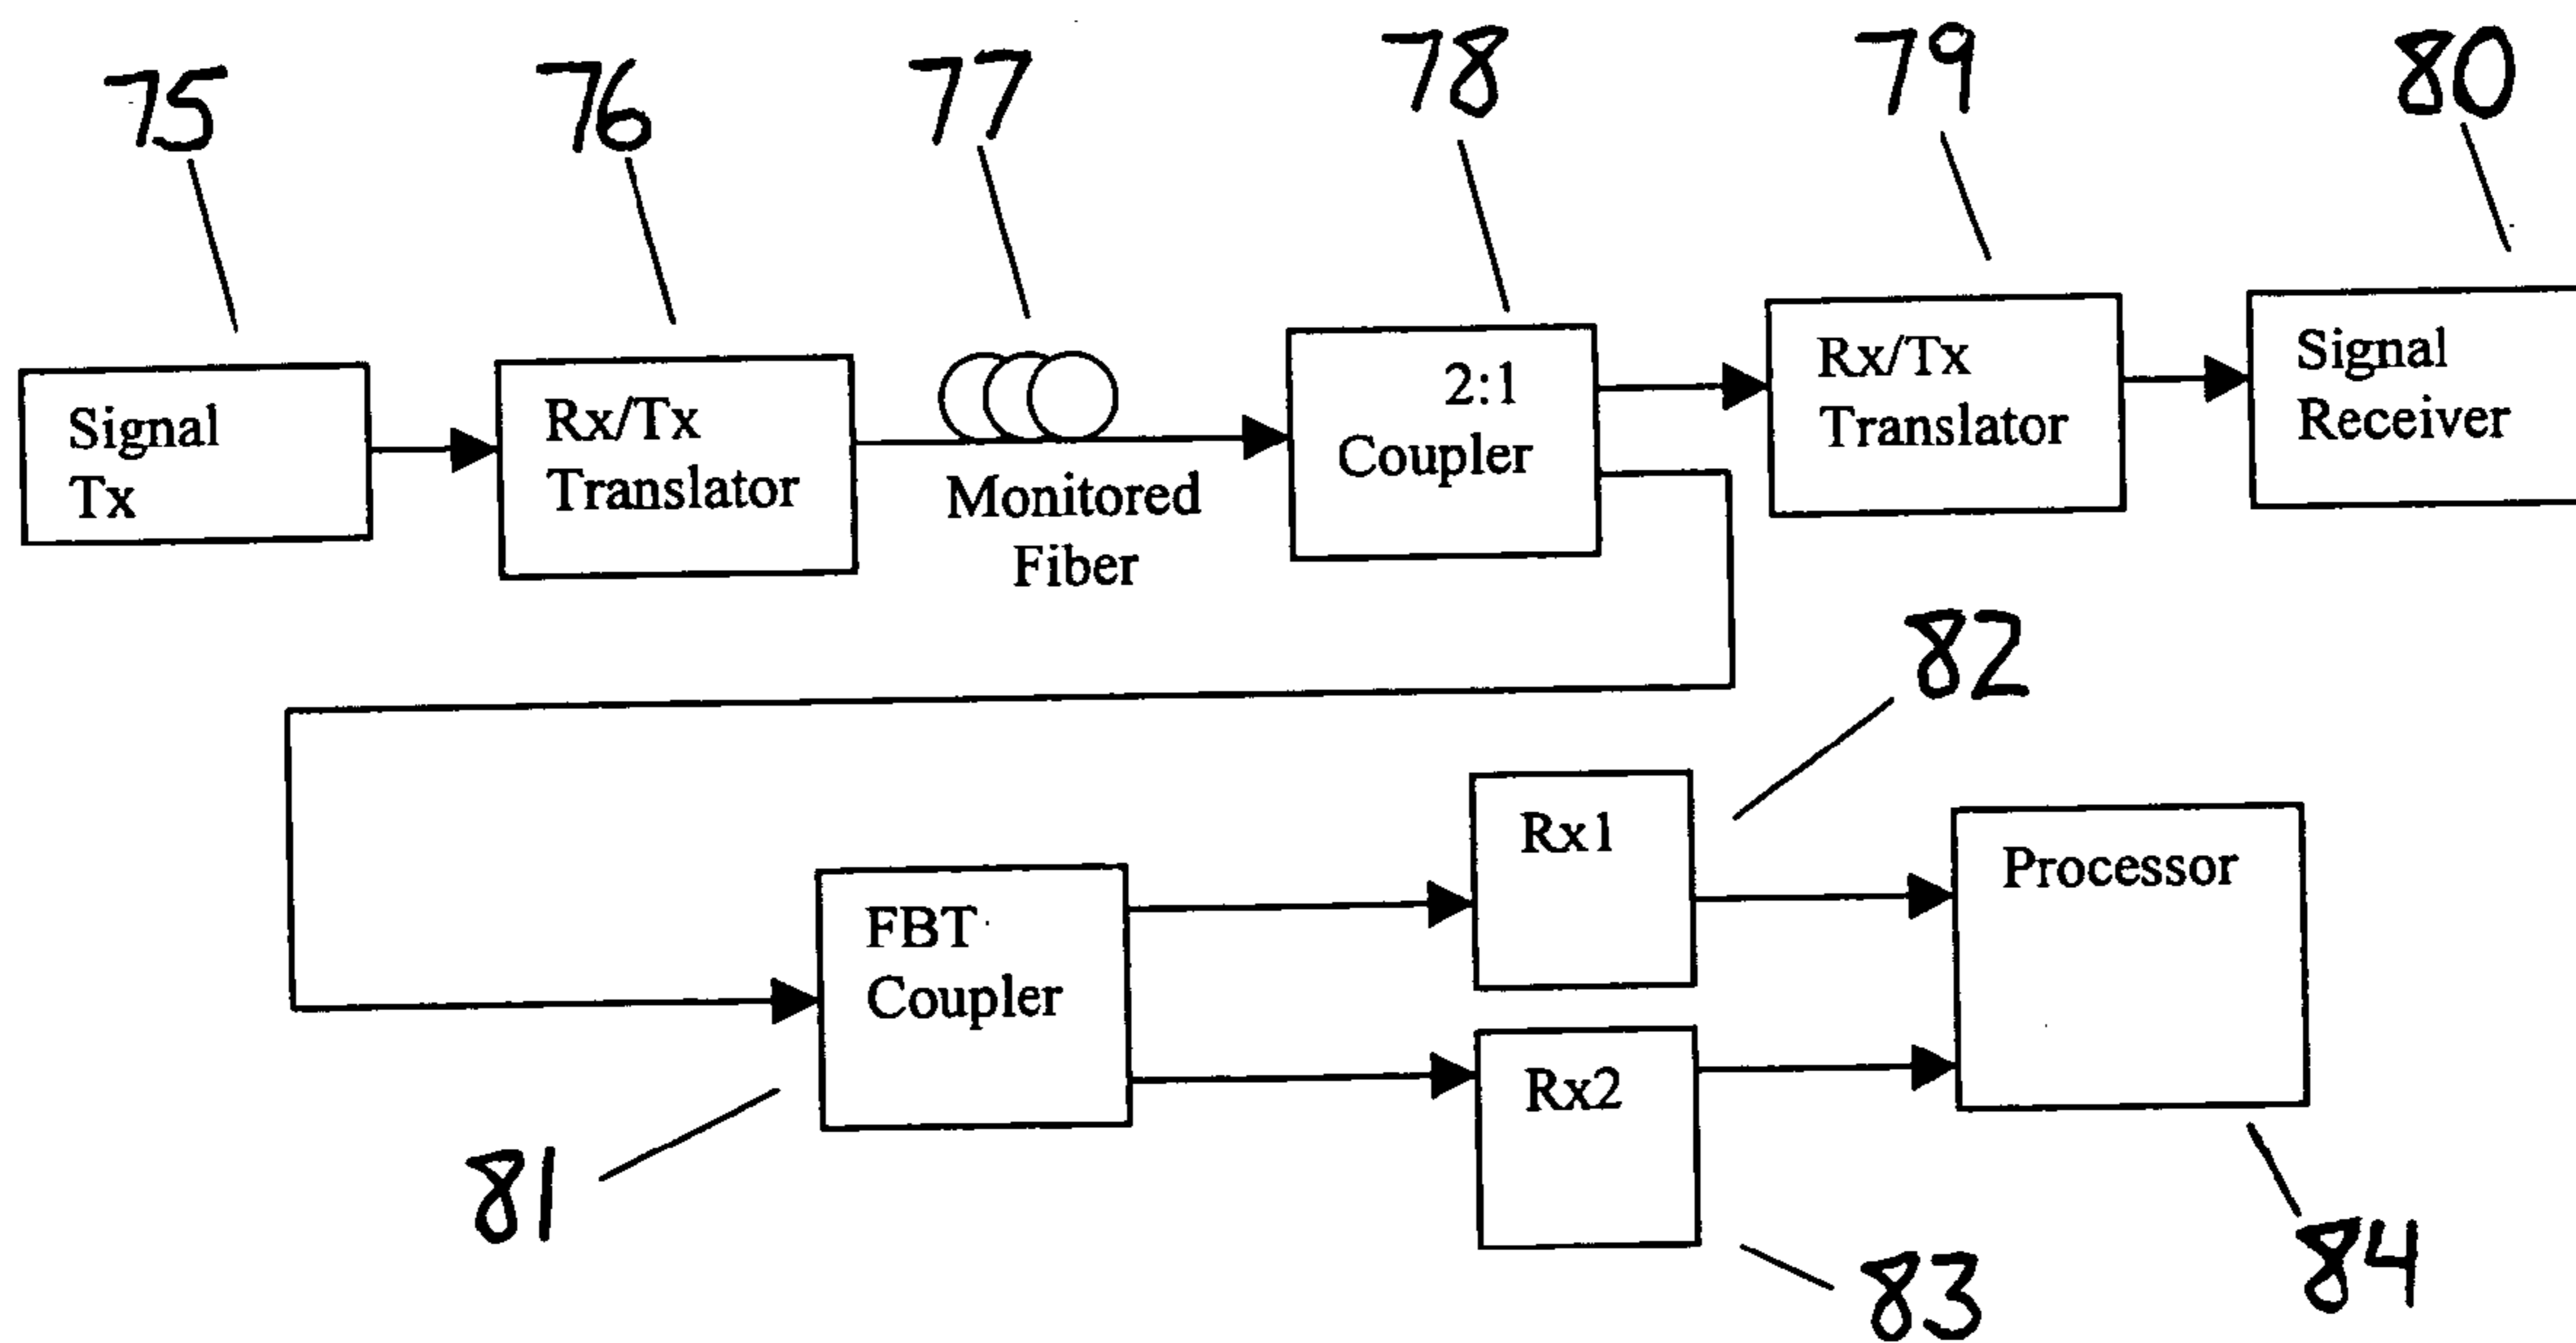 75
76
77
78
79
80
Signal
Tx
Rx/Tx
Translator
Monitored
Fiber
2:1
Coupler
Rx/Tx
Translator
Signal
Receiver
82
Rx1
Processor
FBT
Coupler
Rx2
81
83
84